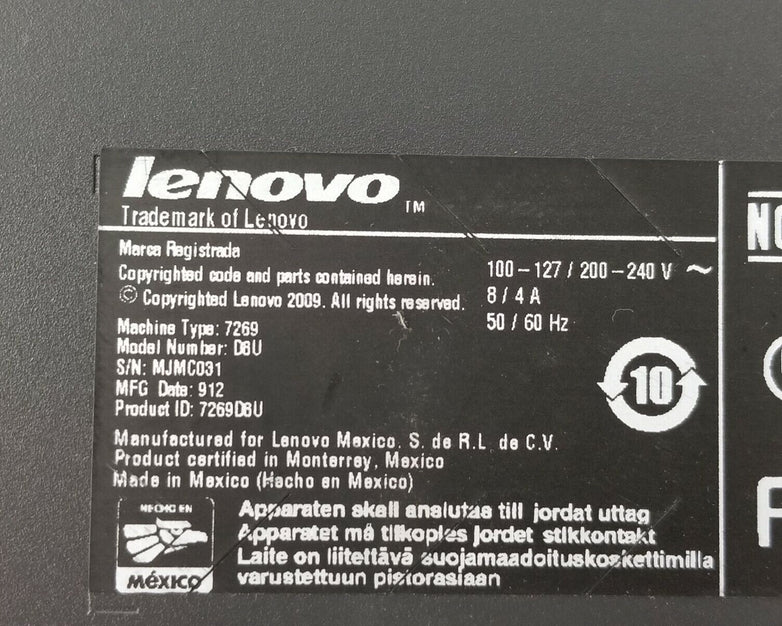 lenovo TM
Trademark of Lenovo
Marca Registrada
Copyrighted code and parts contained herein.
© Copyrighted Lenovo 2009. All rights reserved.
100-127 / 200-240 V ~
8 / 4 A
50 / 60 Hz
Machine Type: 7269
Model Number: D8U
S/N: MJMC031
MFG Date: 912
Product ID: 7269D8U
10
Manufactured for Lenovo Mexico. S. de R.L. de C.V.
Product certified in Monterrey, Mexico
Made in Mexico (Hecho en Mexico)
HECHO EN
MéXICO
Apparaten skall anslutas till jordat uttag
Apparatet må tilkoples jordet stikkontakt
Laite on liitettävä suojamaadoituskoskettimilla
varustettuun pistorasiaan